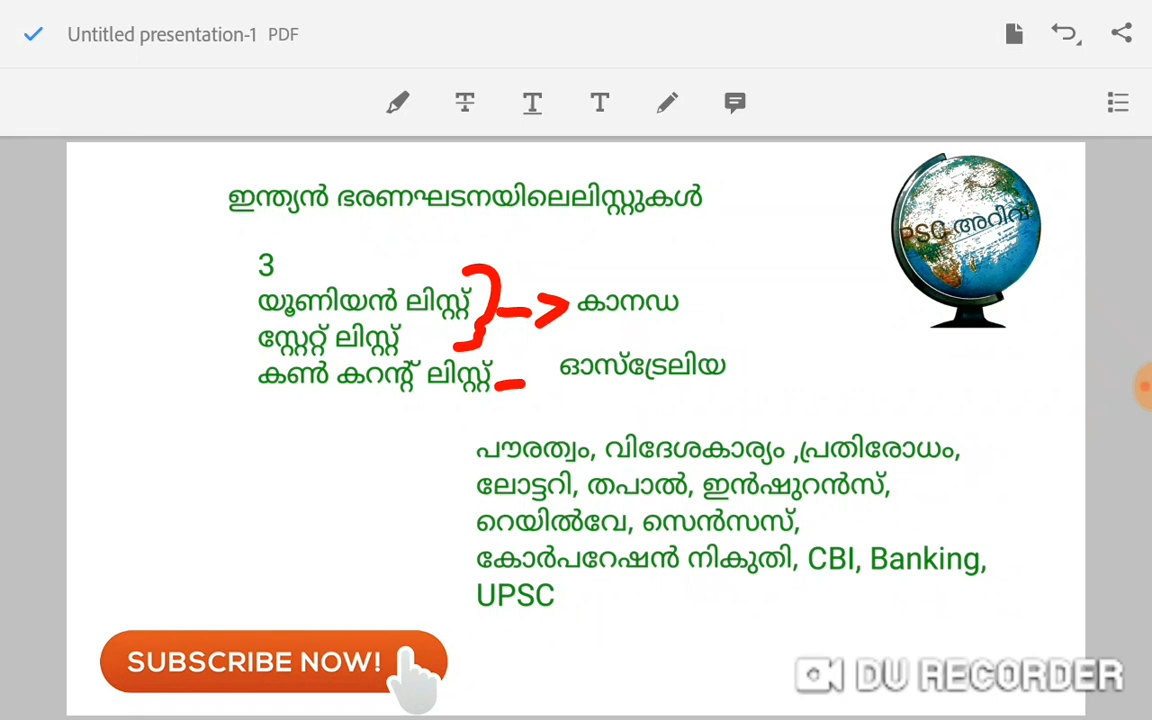 Untitled presentation-1 PDF
ഇന്ത്യൻ ഭരണഘടനയിലെലിസ്റ്റുകൾ
PSC അറിവ്
3
യൂണിയൻ ലിസ്റ്റ് കാനഡ
സ്റ്റേറ്റ് ലിസ്റ്റ്
കൺ കറന്റ് ലിസ്റ്റ് ഓസ്ട്രേലിയ
പൗരത്വം, വിദേശകാര്യം ,പ്രതിരോധം,
ലോട്ടറി, തപാൽ, ഇൻഷുറൻസ്,
റെയിൽവേ, സെൻസസ്,
കോർപറേഷൻ നികുതി, CBI, Banking,
UPSC
SUBSCRIBE NOW!
DU RECORDER